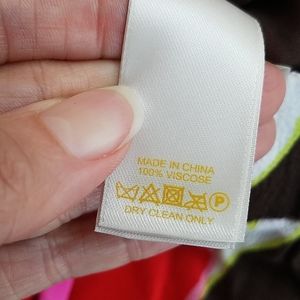 MADE IN CHINA
100% VISCOSE
P
DRY CLEAN ONLY